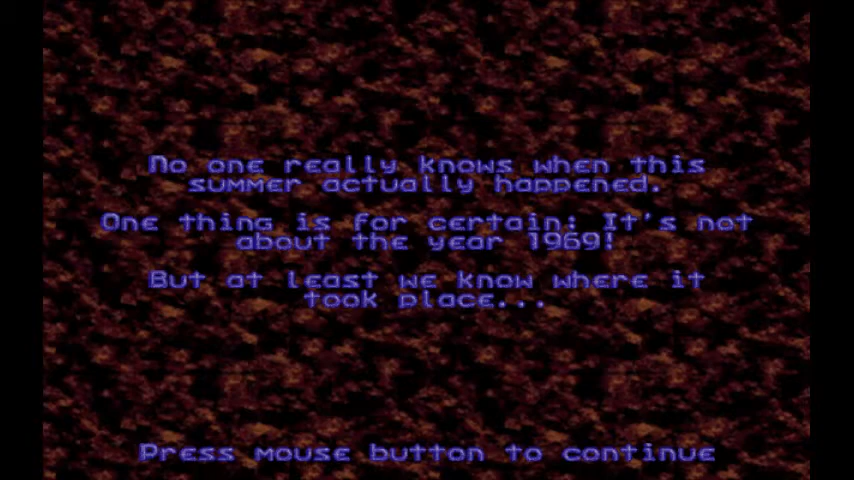 No one really knows when this
summer actually happened.
One thing is for certain: It's not
about the year 1969!
But at least we know where it
took place...
Press mouse button to continue